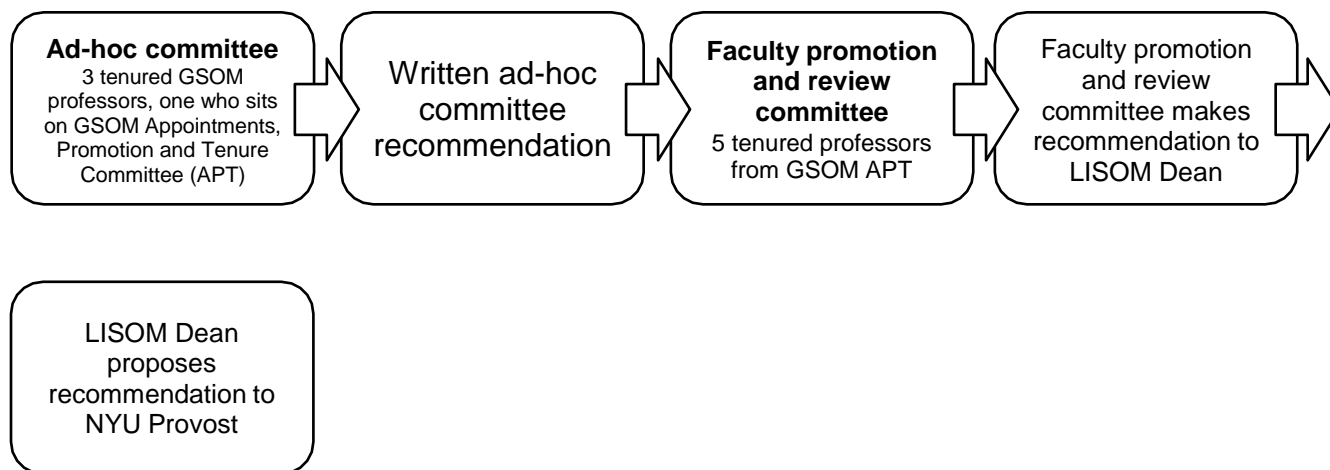 Ad-hoc committee
3 tenured GSOM
professors, one who sits
on GSOM Appointments,
Promotion and Tenure
Committee (APT)
Written ad-hoc
committee
recommendation
Faculty promotion
and review
committee
5 tenured professors
from GSOM APT
Faculty promotion
and review
committee makes
recommendation to
LISOM Dean
LISOM Dean
proposes
recommendation to
NYU Provost